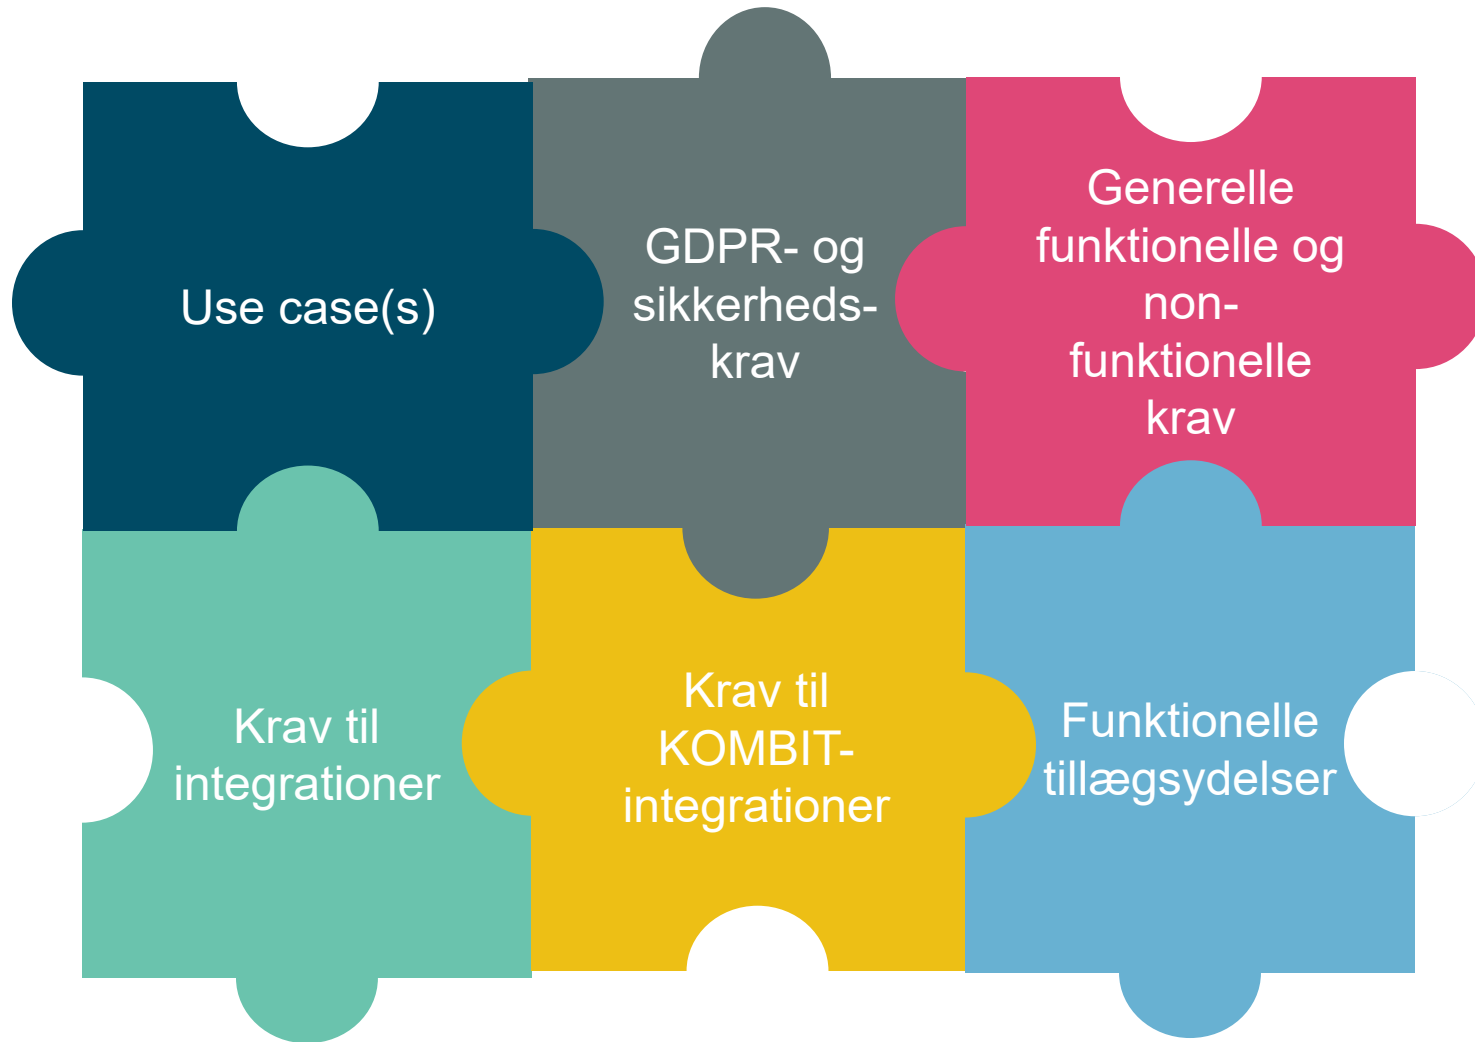 Use case(s)
GDPR- og
sikkerheds-
krav
Generelle
funktionelle og
non-
funktionelle
krav
Krav til
integrationer
Krav til
KOMBIT-
integrationer
Funktionelle
tillægsydelser